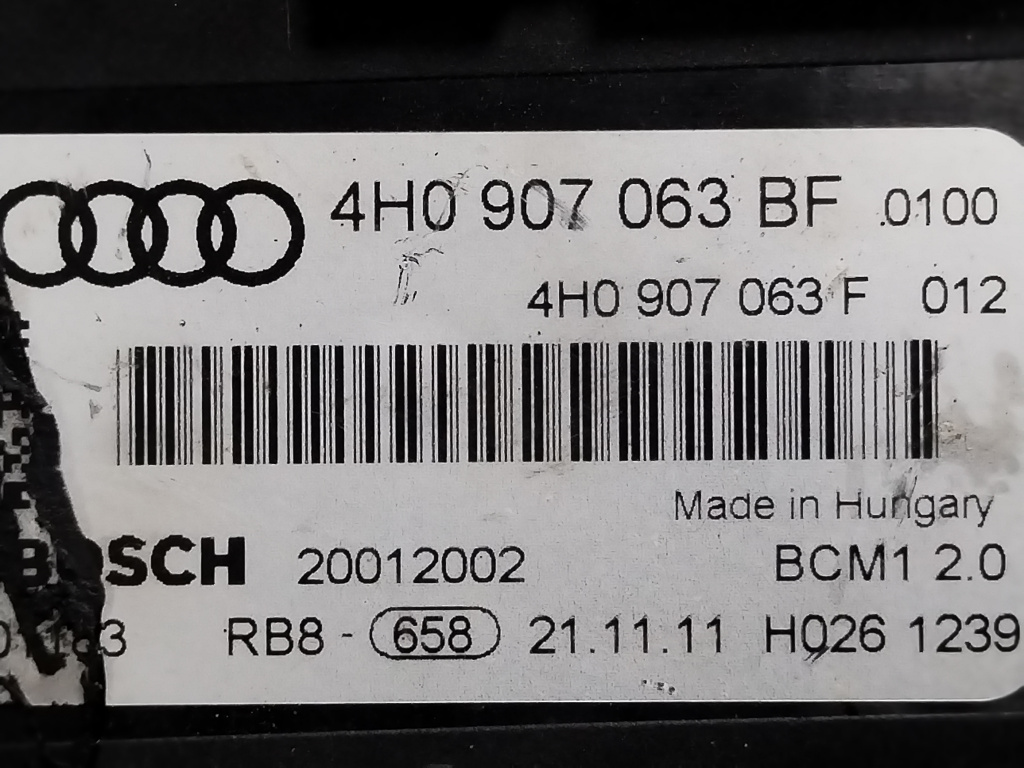 4H0 907 063 BF 0100
4H0 907 063 F 012
Made in Hungary
BOSCH 20012002 BCM1 2.0
RB8 - 658 21.11.11 H026 1239